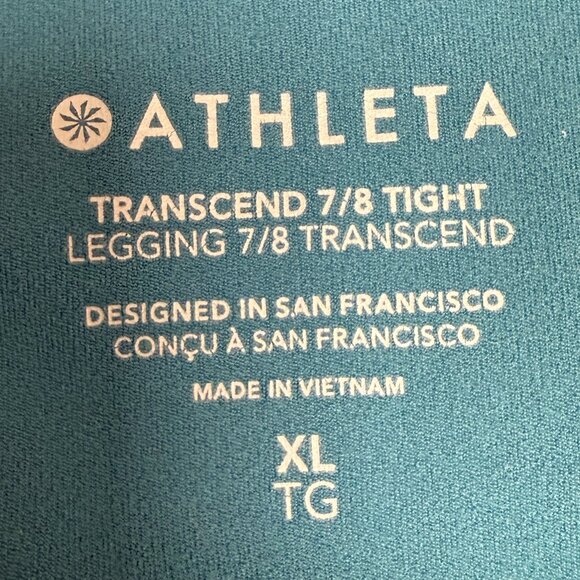 ATHLETA
TRANSCEND 7/8 TIGHT
LEGGING 7/8 TRANSCEND
DESIGNED IN SAN FRANCISCO
CONÇU À SAN FRANCISCO
MADE IN VIETNAM
XL
TG